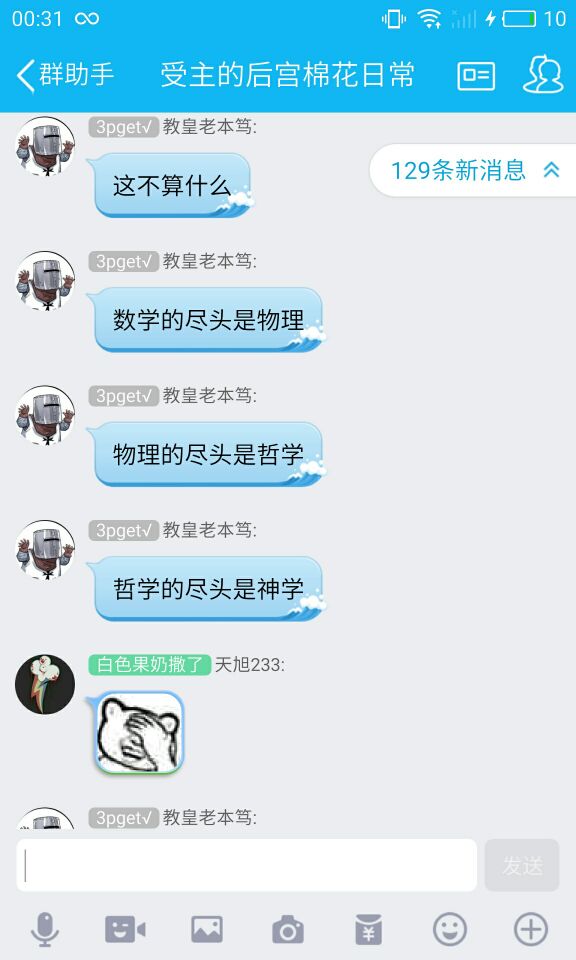 00:31 10
群助手 受主的后宫棉花日常
3pget√ 教皇老本笃:
129条新消息
这不算什么
3pget√ 教皇老本笃:
数学的尽头是物理
3pget√ 教皇老本笃:
物理的尽头是哲学
3pget√ 教皇老本笃:
哲学的尽头是神学
白色果奶撒了 天旭233:
3pget√ 教皇老本笃:
发送